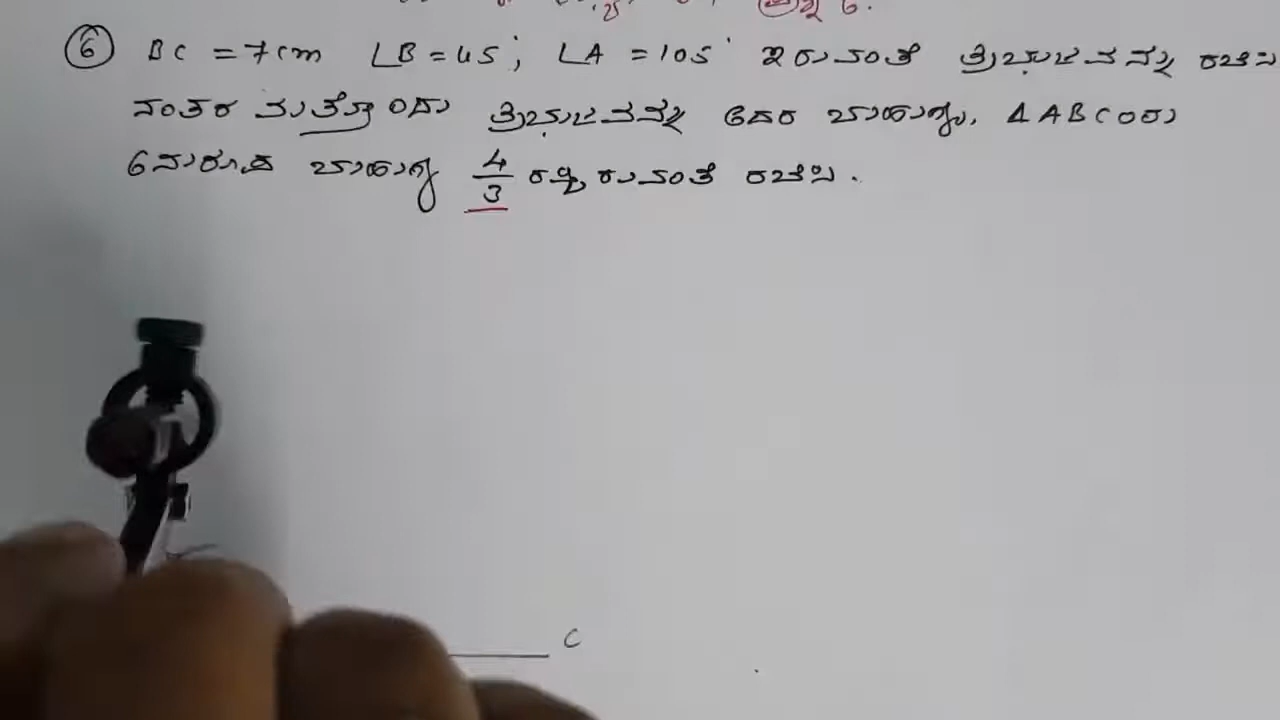 6 BC = 7cm ∠B = 45°; ∠A = 105° ಇರುವಂತೆ ತ್ರಿಭುಜವನ್ನು ರಚಿಸಿ
ನಂತರ ಮತ್ತೊಂದು ತ್ರಿಭುಜವನ್ನು ಅದರ ಬಾಹುಗಳು, ΔABC ಯ
ಅನುರೂಪ ಬಾಹುಗಳ 4/3 ರಷ್ಟಿರುವಂತೆ ರಚಿಸಿ.
C